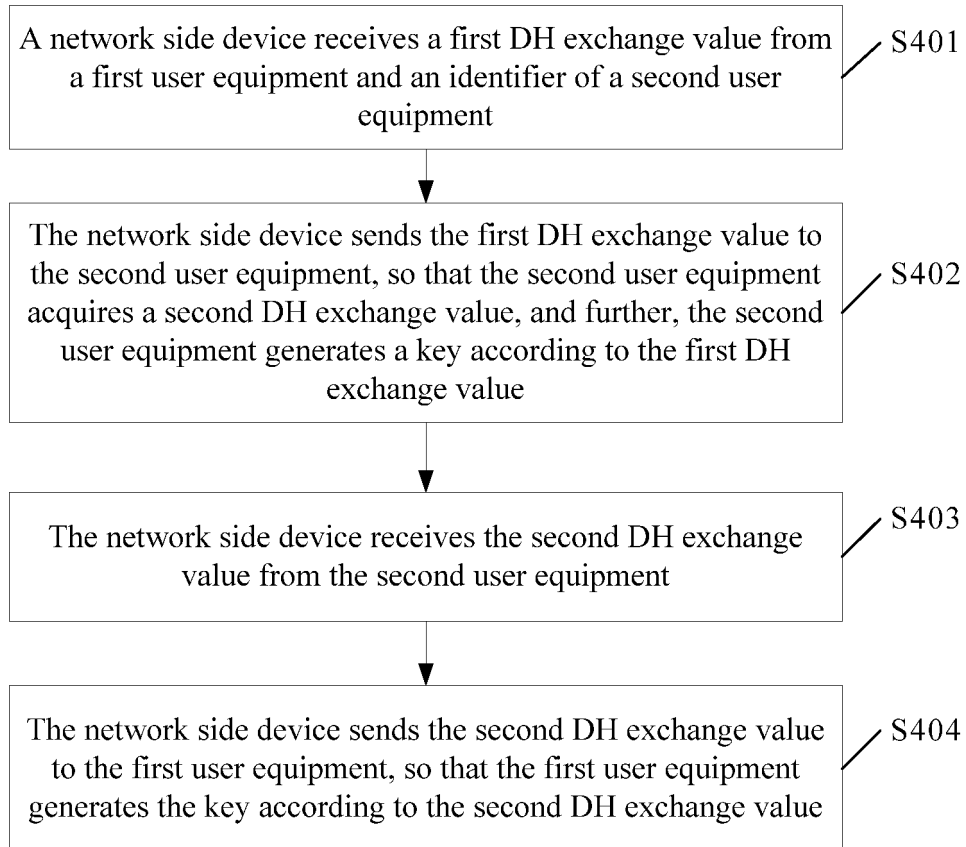 A network side device receives a first DH exchange value from
a first user equipment and an identifier of a second user
equipment
S401
The network side device sends the first DH exchange value to
the second user equipment, so that the second user equipment
acquires a second DH exchange value, and further, the second
user equipment generates a key according to the first DH
exchange value
S402
The network side device receives the second DH exchange
value from the second user equipment
S403
The network side device sends the second DH exchange value
to the first user equipment, so that the first user equipment
generates the key according to the second DH exchange value
S404